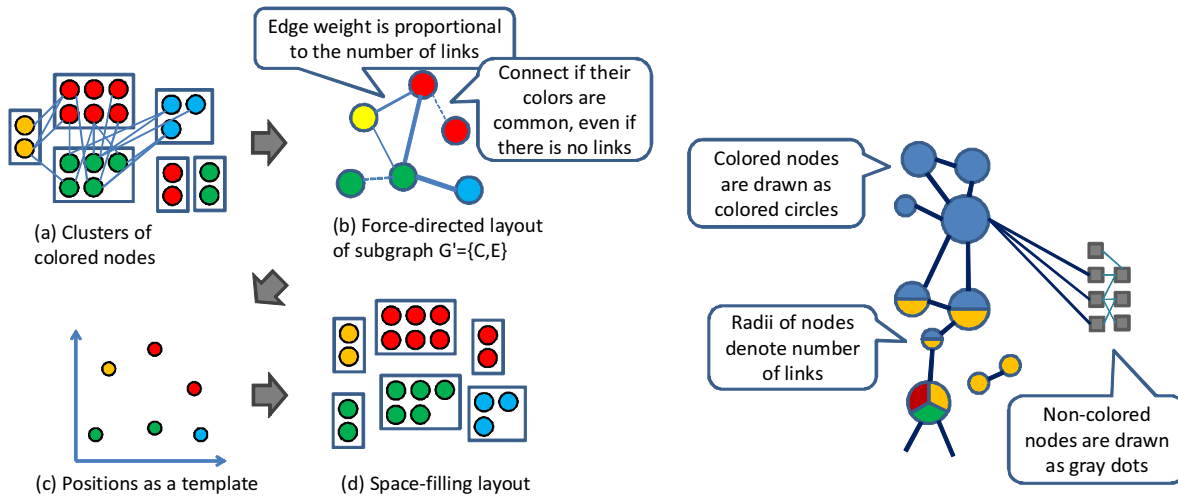 Edge weight is proportional
to the number of links
Connect if their
colors are
common, even if
there is no links
(a) Clusters of
colored nodes
(b) Force-directed layout
of subgraph G'={C,E}
(c) Positions as a template
(d) Space-filling layout
Colored nodes
are drawn as
colored circles
Radii of nodes
denote number
of links
Non-colored
nodes are drawn
as gray dots